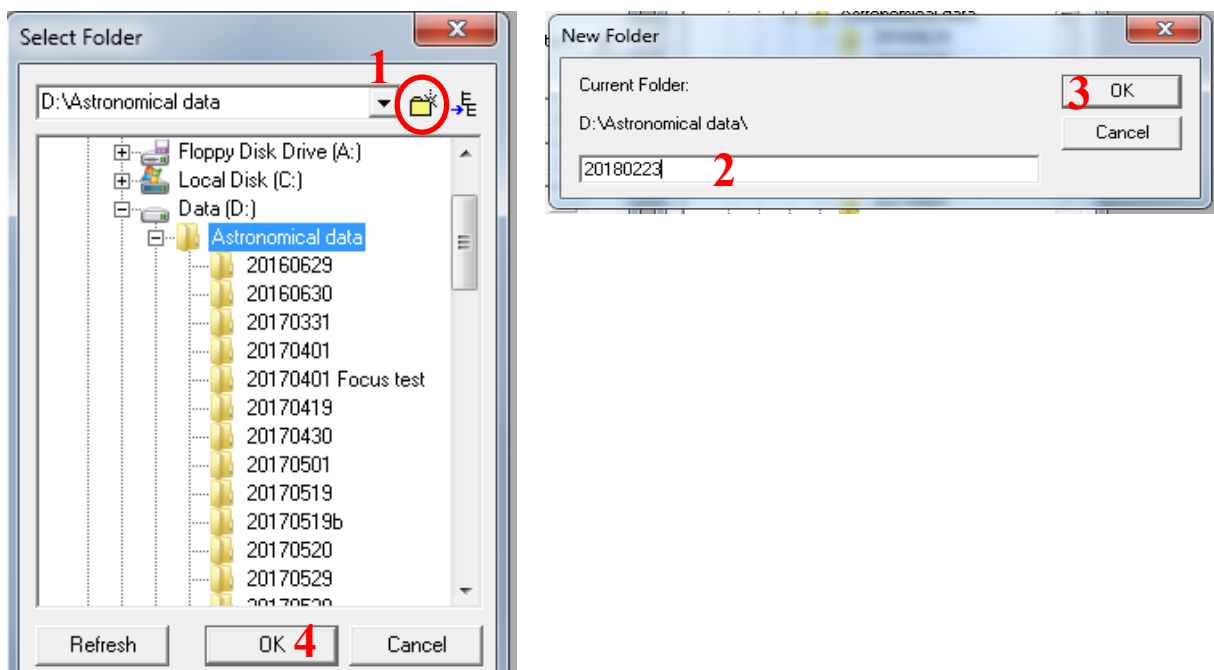 Select Folder
1
D:\Astronomical data
Floppy Disk Drive (A:)
Local Disk (C:)
Data (D:)
Astronomical data
20160629
20160630
20170331
20170401
20170401 Focus test
20170419
20170430
20170501
20170519
20170519b
20170520
20170529
Refresh
OK 4
Cancel
New Folder
Current Folder:
3 OK
D:\Astronomical data\
Cancel
20180223 2